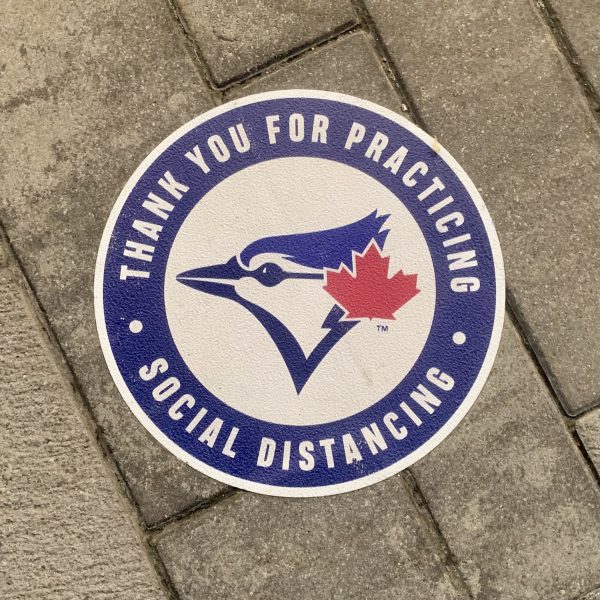 THANK YOU FOR PRACTICING
SOCIAL DISTANCING
TM